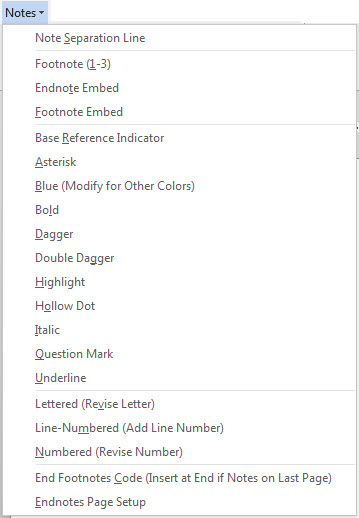 Notes
Note Separation Line
Footnote (1-3)
Endnote Embed
Footnote Embed
Base Reference Indicator
Asterisk
Blue (Modify for Other Colors)
Bold
Dagger
Double Dagger
Highlight
Hollow Dot
Italic
Question Mark
Underline
Lettered (Revise Letter)
Line-Numbered (Add Line Number)
Numbered (Revise Number)
End Footnotes Code (Insert at End if Notes on Last Page)
Endnotes Page Setup